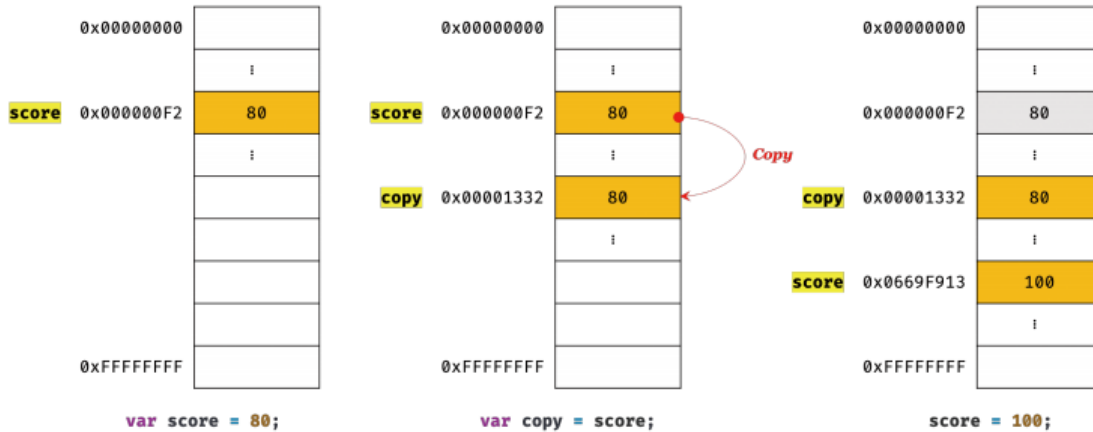 0x00000000
⋮
score 0x000000F2 80
⋮
0xFFFFFFFF
var score = 80;
0x00000000
⋮
score 0x000000F2 80
⋮
Copy
copy 0x00001332 80
⋮
0xFFFFFFFF
var copy = score;
0x00000000
⋮
0x000000F2 80
⋮
copy 0x00001332 80
⋮
score 0x0669F913 100
⋮
0xFFFFFFFF
score = 100;